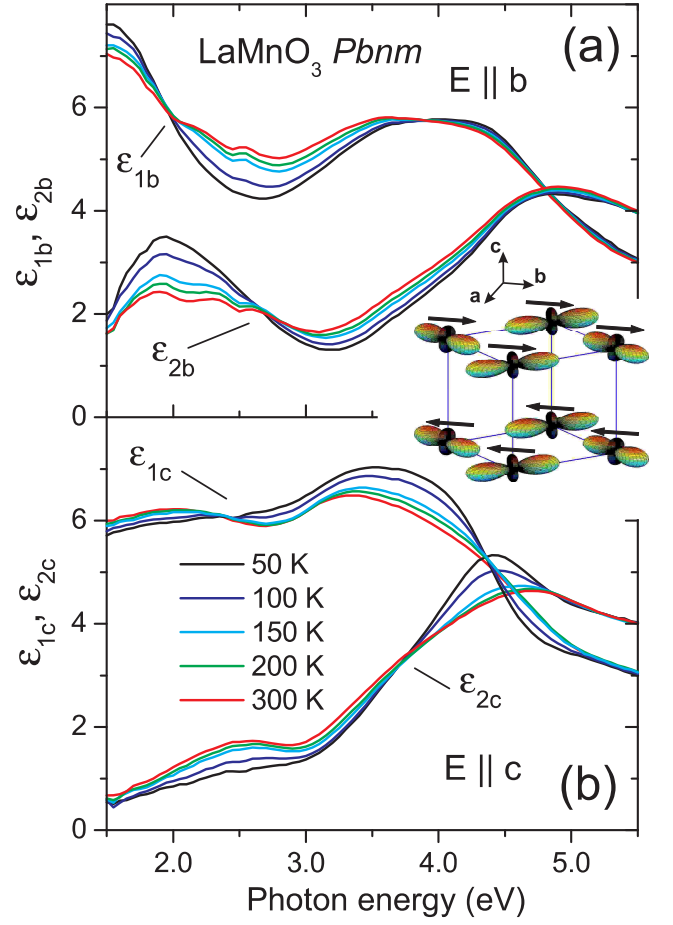 LaMnO₃ Pbnm
(a)
E || b
6
4
2
0
ε₁b
ε₂b
ε₁b, ε₂b
c
b
a
ε₁c
6
4
2
0
ε₁c, ε₂c
50 K
100 K
150 K
200 K
300 K
ε₂c
E || c
(b)
2.0 3.0 4.0 5.0
Photon energy (eV)